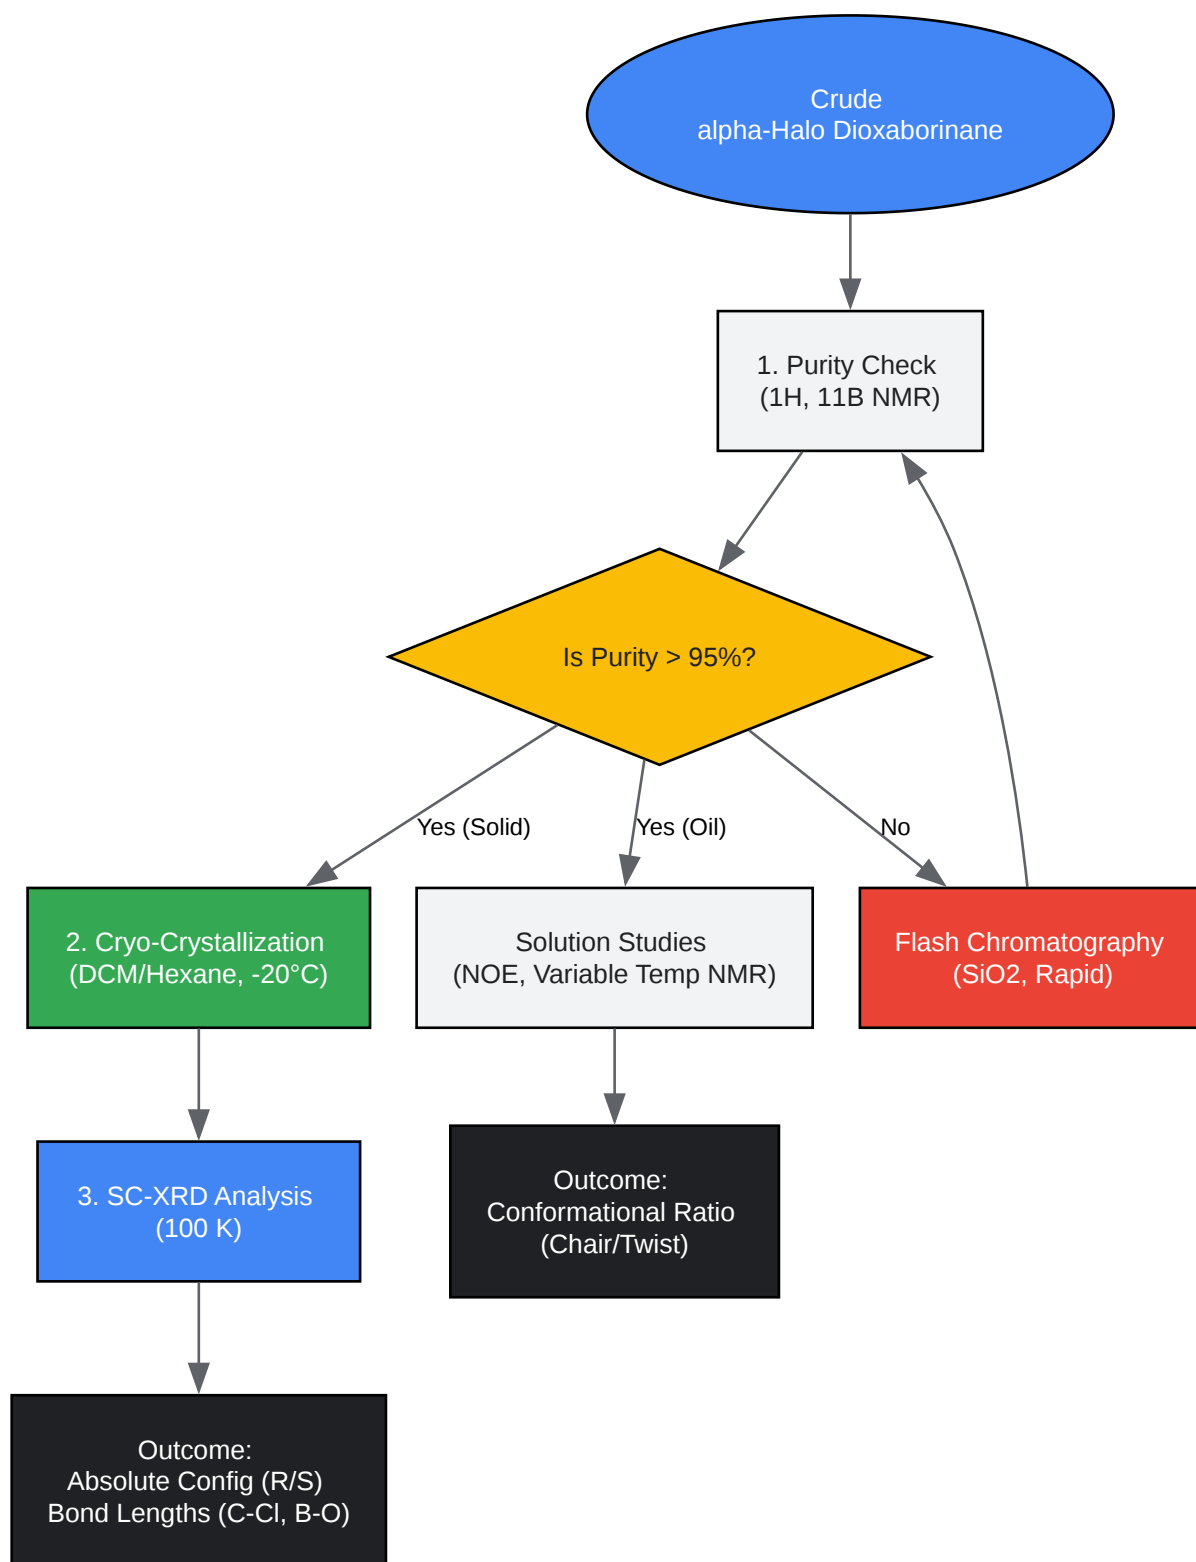 Crude
alpha-Halo Dioxaborinane
1. Purity Check
(1H, 11B NMR)
Is Purity > 95%?
Yes (Solid)
Yes (Oil)
No
2. Cryo-Crystallization
(DCM/Hexane, -20°C)
Solution Studies
(NOE, Variable Temp NMR)
Flash Chromatography
(SiO2, Rapid)
3. SC-XRD Analysis
(100 K)
Outcome:
Conformational Ratio
(Chair/Twist)
Outcome:
Absolute Config (R/S)
Bond Lengths (C-Cl, B-O)